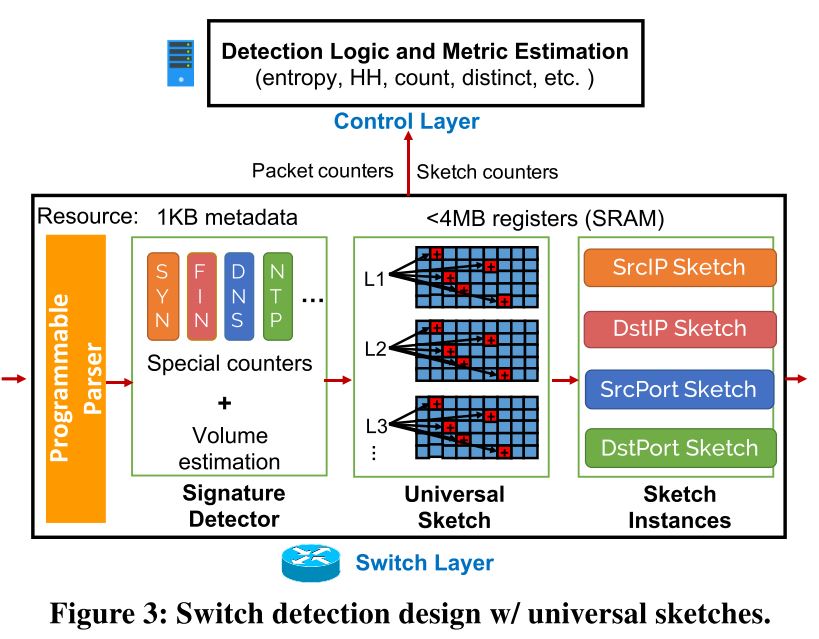 Detection Logic and Metric Estimation
(entropy, HH, count, distinct, etc. )
Control Layer
Packet counters
Sketch counters
Resource:
1KB metadata
<4MB registers (SRAM)
Programmable
Parser
SYN
FIN
DNS
NTP
...
Special counters
+
Volume
estimation
Signature
Detector
L1
+
+
+
+
+
L2
+
+
+
+
+
L3
+
+
+
+
+
⋮
Universal
Sketch
SrcIP Sketch
DstIP Sketch
SrcPort Sketch
DstPort Sketch
Sketch
Instances
Switch Layer
Figure 3: Switch detection design w/ universal sketches.